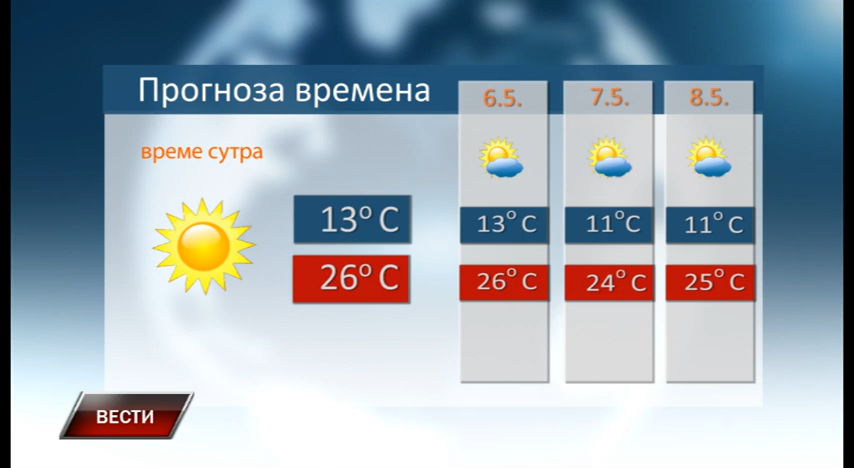 Прогноза времена
време сутра
13° C
26° C
6.5. 7.5. 8.5.
13° C 11°C 11° C
26° C 24° C 25° C
ВЕСТИ